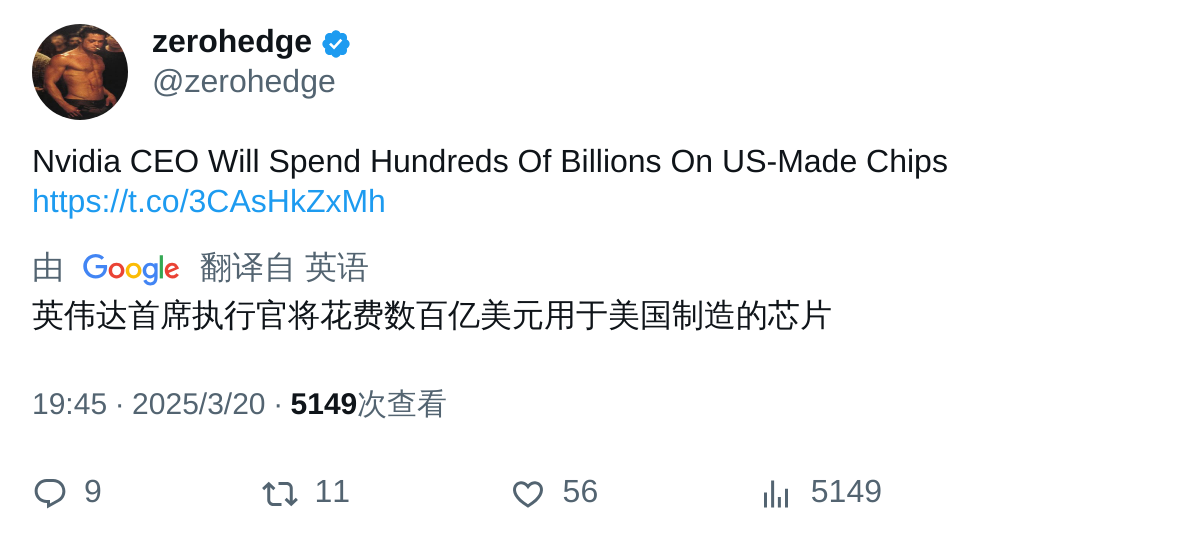 zerohedge
@zerohedge
Nvidia CEO Will Spend Hundreds Of Billions On US-Made Chips
https://t.co/3CAsHkZxMh
由 Google 翻译自 英语
英伟达首席执行官将花费数百亿美元用于美国制造的芯片
19:45 · 2025/3/20 · 5149次查看
9 11 56 5149